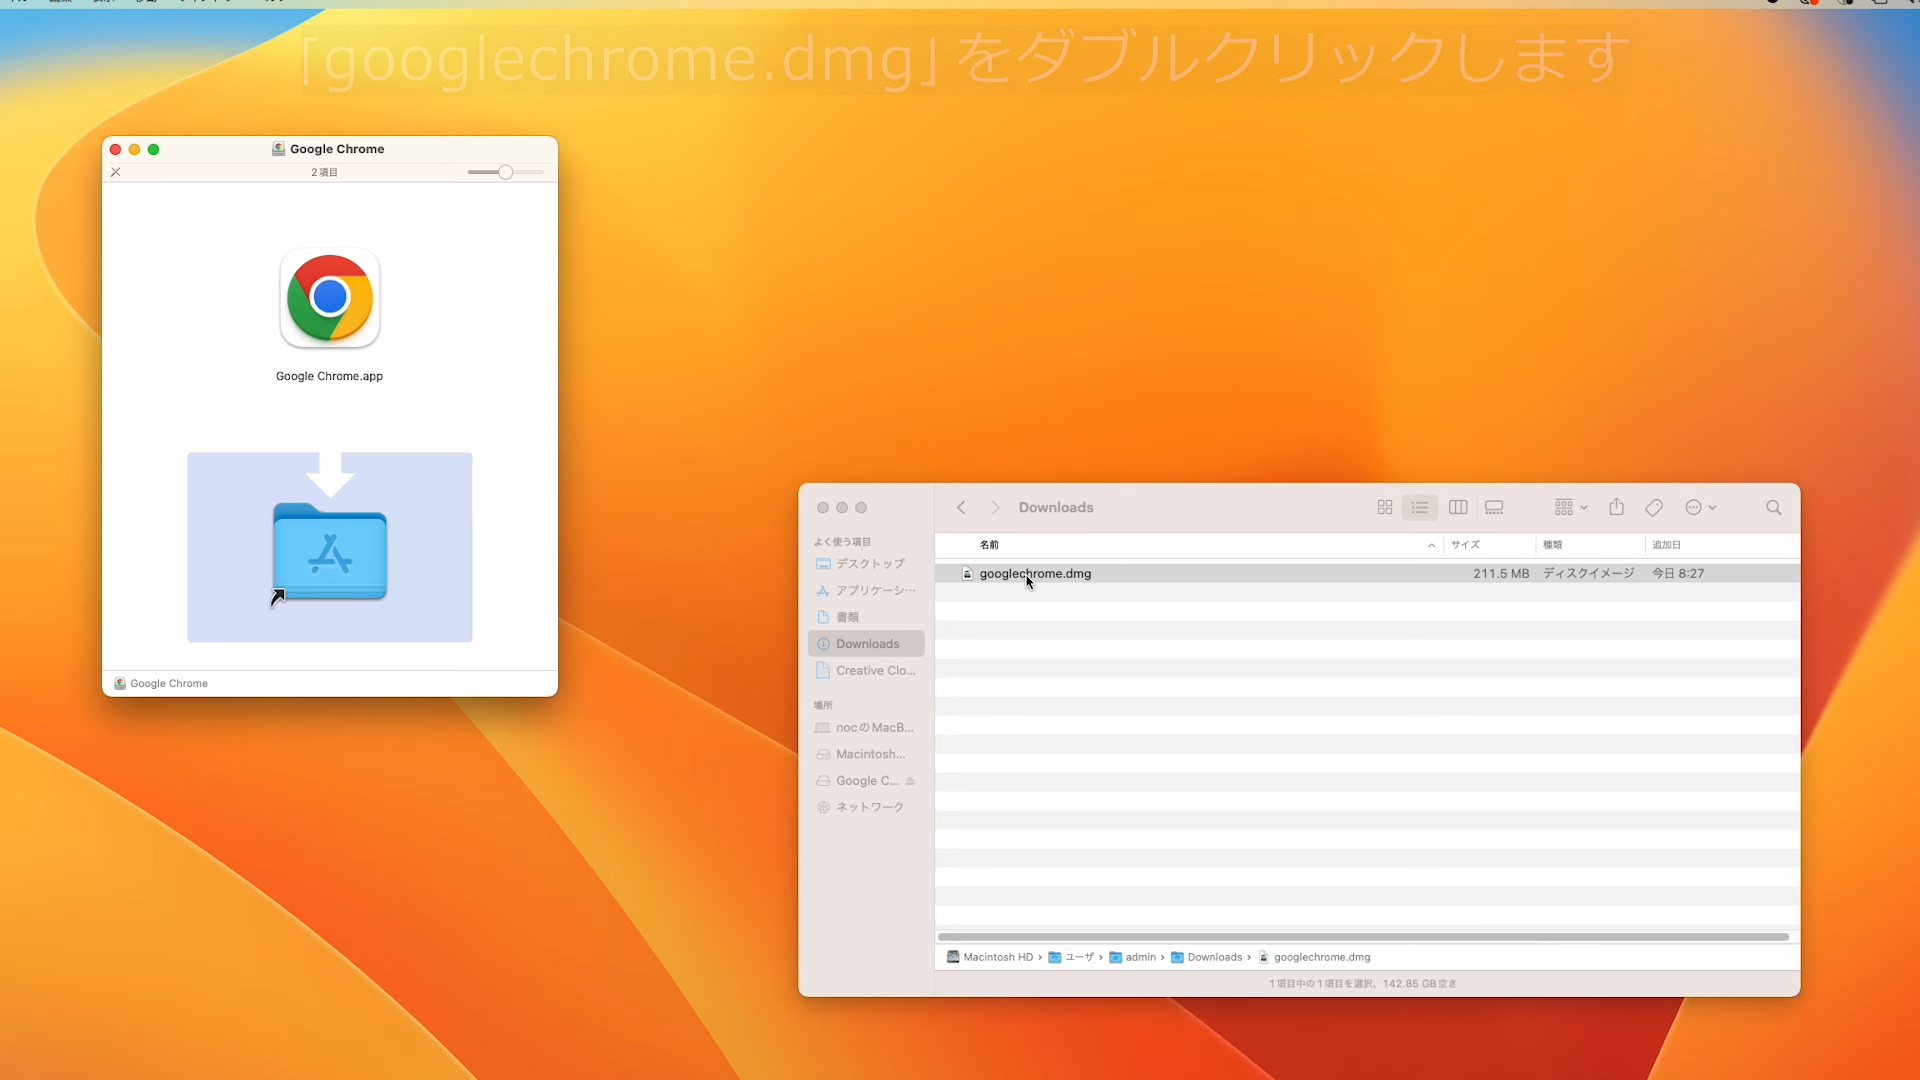 「googlechrome.dmg」をダブルクリックします
Google Chrome
2 項目
Google Chrome.app
Google Chrome
Downloads
よく使う項目
デスクトップ
アプリケーシ…
書類
Downloads
Creative Clo...
場所
nocのMacB...
Macintosh...
Google C...
ネットワーク
名前 サイズ 種類 追加日
googlechrome.dmg 211.5 MB ディスクイメージ 今日 8:27
Macintosh HD › ユーザ › admin › Downloads › googlechrome.dmg
1 項目中の 1 項目を選択、142.85 GB空き